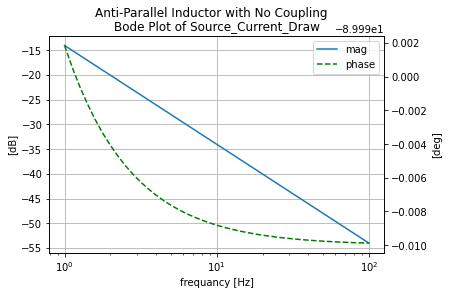 Anti-Parallel Inductor with No Coupling
Bode Plot of Source_Current_Draw
−8.999e1
mag
phase
−15
−20
−25
−30
−35
−40
−45
−50
−55
[dB]
0.002
0.000
−0.002
−0.004
−0.006
−0.008
−0.010
[deg]
10⁰
10¹
10²
frequancy [Hz]